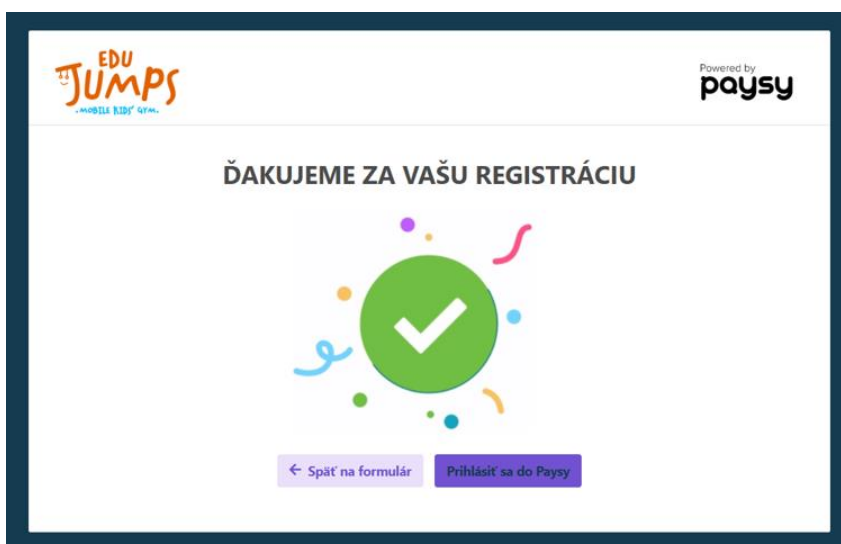 EDU
JUMPS
·MOBILE KIDS' GYM·
Powered by
paysy
ĎAKUJEME ZA VAŠU REGISTRÁCIU
← Späť na formulár
Prihlásiť sa do Paysy